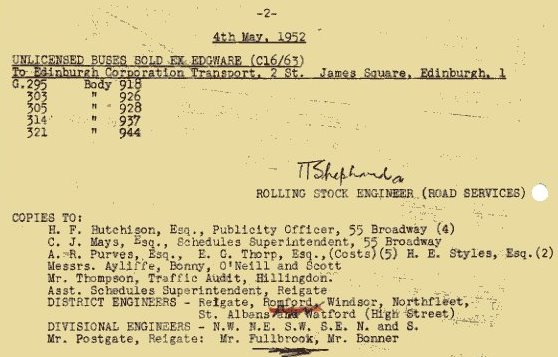 -2-
4th May, 1952
UNLICENSED BUSES SOLD EX EDGWARE (C16/63)
To Edinburgh Corporation Transport, 2 St. James Square, Edinburgh, 1
G.295 Body 918
303 " 926
305 " 928
314 " 937
321 " 944
TTShephard
ROLLING STOCK ENGINEER (ROAD SERVICES)
COPIES TO:
H. F. Hutchison, Esq., Publicity Officer, 55 Broadway (4)
C. J. Mays, Esq., Schedules Superintendent, 55 Broadway
A. R. Purves, Esq., E. G. Thorp, Esq.,(Costs)(5) H. E. Styles, Esq.(2)
Messrs. Ayliffe, Bonny, O'Neill and Scott
Mr. Thompson, Traffic Audit, Hillingdon.
Asst. Schedules Superintendent, Reigate
DISTRICT ENGINEERS - Reigate, Romford, Windsor, Northfleet,
St. Albans and Watford (High Street)
DIVISIONAL ENGINEERS - N.W. N.E. S.W. S.E. N. and S.
Mr. Postgate, Reigate: Mr. Fullbrook, Mr. Bonner